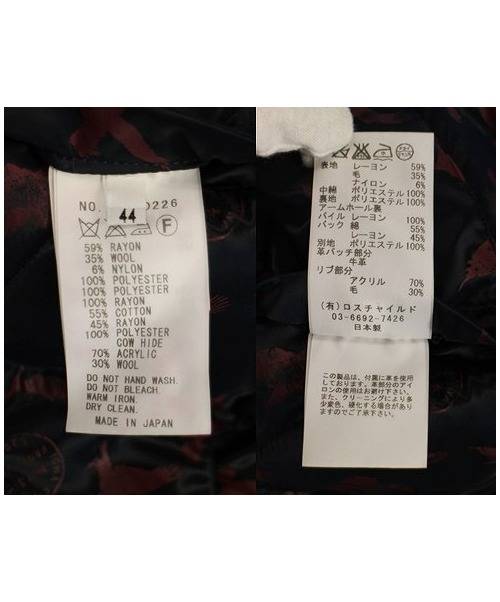 NO. 0226
44
F
59% RAYON
35% WOOL
6% NYLON
100% POLYESTER
100% POLYESTER
100% RAYON
55% COTTON
45% RAYON
100% POLYESTER
COW HIDE
70% ACRYLIC
30% WOOL
DO NOT HAND WASH.
DO NOT BLEACH.
WARM IRON.
DRY CLEAN.
MADE IN JAPAN
表地 レーヨン 59%
毛 35%
ナイロン 6%
中綿 ポリエステル 100%
裏地 ポリエステル 100%
アームホール裏
パイル レーヨン 100%
バック 綿 55%
レーヨン 45%
別地 ポリエステル 100%
革パッチ部分
牛革
リブ部分
アクリル 70%
毛 30%
(有)ロスチャイルド
03-6692-7426
日本製
この製品は、付属に革を使用
しております。革部分のアイ
ロンの使用はお避け下さい。
また、クリーニングにより多
少変色、硬化する場合があり
ますのでご了承下さい。